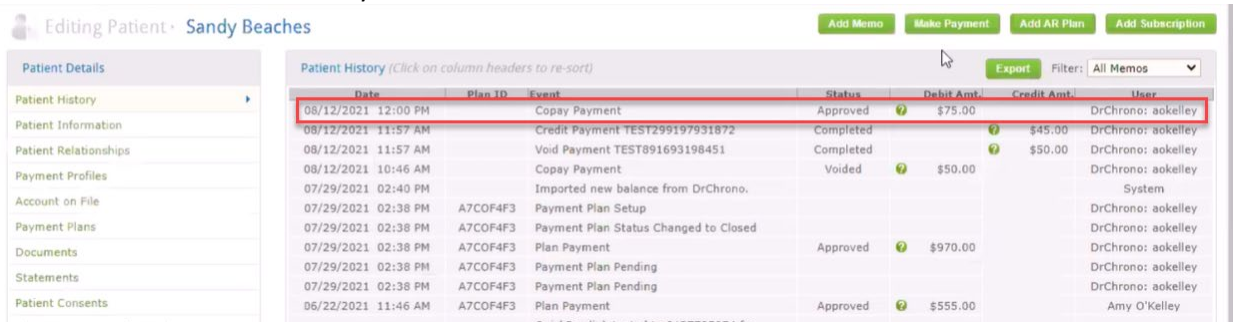 Editing Patient · Sandy Beaches
Add Memo Make Payment Add AR Plan Add Subscription
Patient Details
Patient History
Patient Information
Patient Relationships
Payment Profiles
Account on File
Payment Plans
Documents
Statements
Patient Consents
Patient History (Click on column headers to re-sort)
Export Filter: All Memos
Date Plan ID Event Status Debit Amt. Credit Amt. User
08/12/2021 12:00 PM Copay Payment Approved $75.00 DrChrono: aokelley
08/12/2021 11:57 AM Credit Payment TEST299197931872 Completed $45.00 DrChrono: aokelley
08/12/2021 11:57 AM Void Payment TEST891693198451 Completed $50.00 DrChrono: aokelley
08/12/2021 10:46 AM Copay Payment Voided $50.00 DrChrono: aokelley
07/29/2021 02:40 PM Imported new balance from DrChrono. System
07/29/2021 02:38 PM A7COF4F3 Payment Plan Setup DrChrono: aokelley
07/29/2021 02:38 PM A7COF4F3 Payment Plan Status Changed to Closed DrChrono: aokelley
07/29/2021 02:38 PM A7COF4F3 Plan Payment Approved $970.00 DrChrono: aokelley
07/29/2021 02:38 PM A7COF4F3 Payment Plan Pending DrChrono: aokelley
07/29/2021 02:38 PM A7COF4F3 Payment Plan Pending DrChrono: aokelley
06/22/2021 11:46 AM A7COF4F3 Plan Payment Approved $555.00 Amy O'Kelley